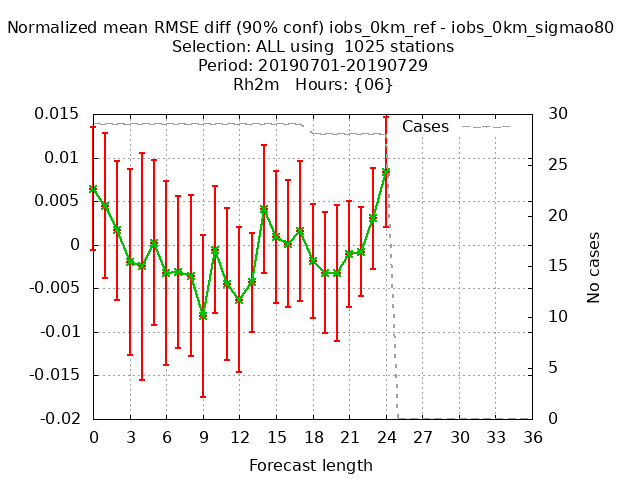 Normalized mean RMSE diff (90% conf) iobs_0km_ref - iobs_0km_sigmao80
Selection: ALL using  1025 stations
Period: 20190701-20190729
Rh2m   Hours: {06}
0.015
0.01
0.005
0
-0.005
-0.01
-0.015
-0.02
Cases
30
25
20
15
10
5
0
No cases
0 3 6 9 12 15 18 21 24 27 30 33 36
Forecast length